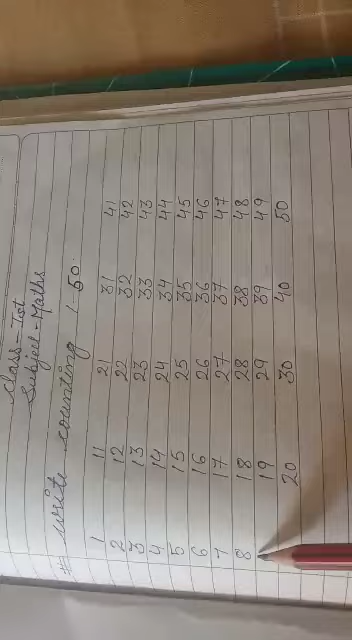 Class - Ist
Subject - Maths
# write counting 1-50
1 11 21 31 41
2 12 22 32 42
3 13 23 33 43
4 14 24 34 44
5 15 25 35 45
6 16 26 36 46
7 17 27 37 47
8 18 28 38 48
19 29 39 49
20 30 40 50